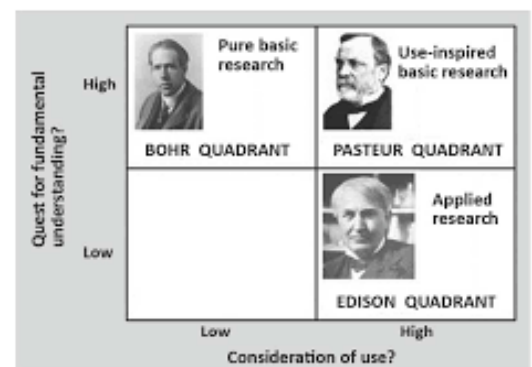 Quest for fundamental
understanding?
High
Low
Pure basic
research
BOHR QUADRANT
Use-inspired
basic research
PASTEUR QUADRANT
Applied
research
EDISON QUADRANT
Low
High
Consideration of use?